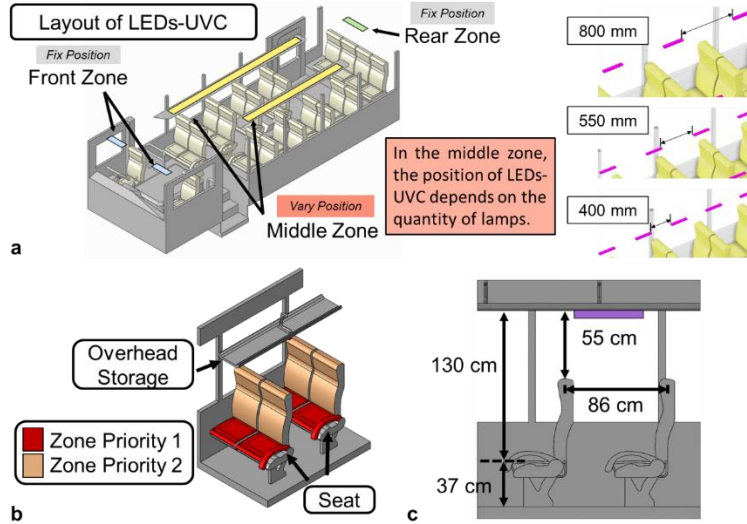 Layout of LEDs-UVC
Fix Position
Front Zone
Fix Position
Rear Zone
Vary Position
Middle Zone
In the middle zone,
the position of LEDs-
UVC depends on the
quantity of lamps.
800 mm
550 mm
400 mm
a
Overhead
Storage
Zone Priority 1
Zone Priority 2
Seat
b
130 cm
55 cm
86 cm
37 cm
c